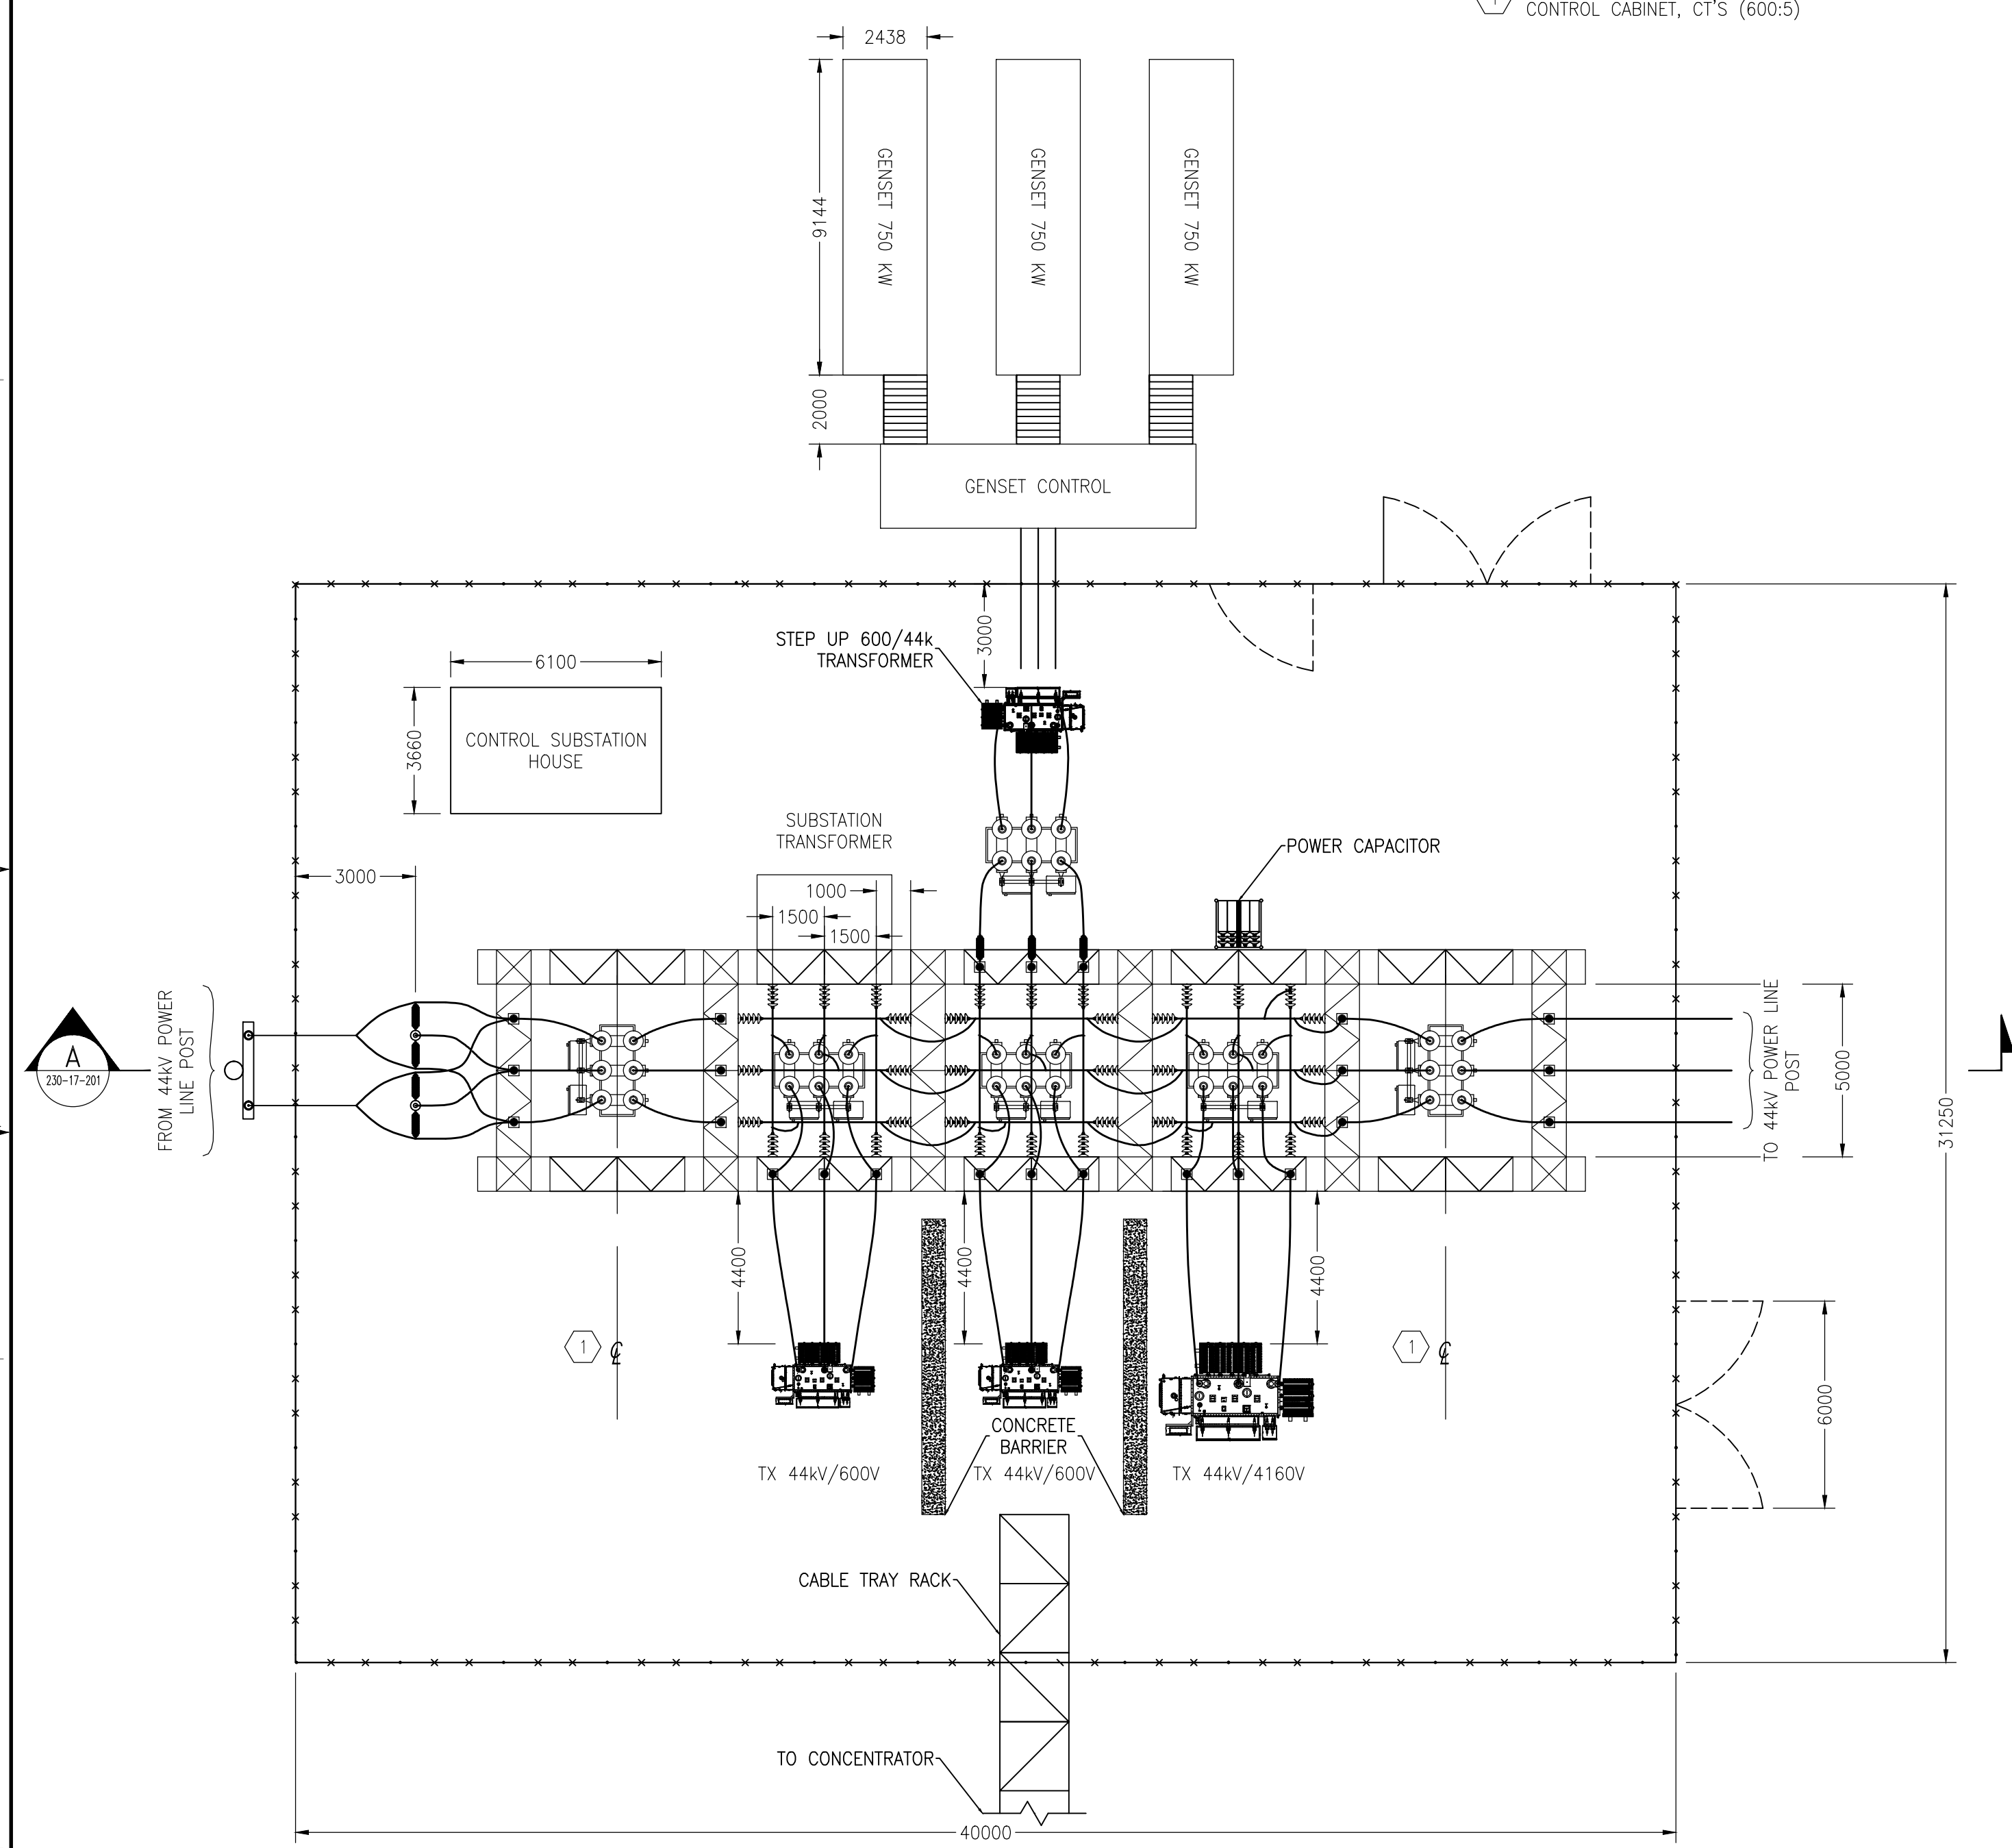 1
CONTROL CABINET, CT'S (600:5)
2438
9144
GENSET 750 KW
GENSET 750 KW
GENSET 750 KW
2000
GENSET CONTROL
3000
STEP UP 600/44k
TRANSFORMER
6100
3660
CONTROL SUBSTATION
HOUSE
SUBSTATION
TRANSFORMER
POWER CAPACITOR
3000
1000
1500
1500
A
230-17-201
FROM 44kV POWER
LINE POST
TO 44kV POWER LINE
POST
5000
31250
4400
4400
4400
1
℄
1
℄
6000
CONCRETE
BARRIER
TX 44kV/600V
TX 44kV/600V
TX 44kV/4160V
CABLE TRAY RACK
TO CONCENTRATOR
40000